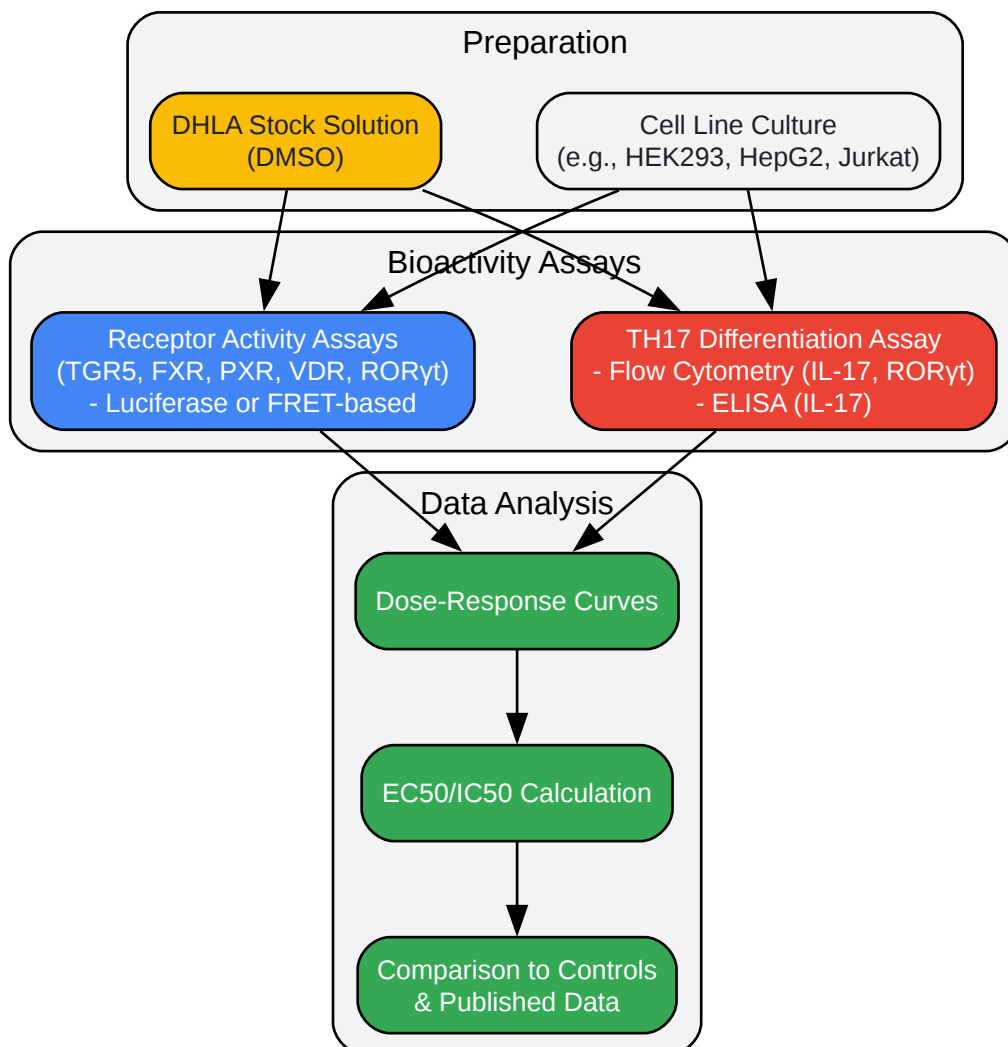 Preparation
DHLA Stock Solution
(DMSO)
Cell Line Culture
(e.g., HEK293, HepG2, Jurkat)
Bioactivity Assays
Receptor Activity Assays
(TGR5, FXR, PXR, VDR, RORγt)
- Luciferase or FRET-based
TH17 Differentiation Assay
- Flow Cytometry (IL-17, RORγt)
- ELISA (IL-17)
Data Analysis
Dose-Response Curves
EC50/IC50 Calculation
Comparison to Controls
& Published Data